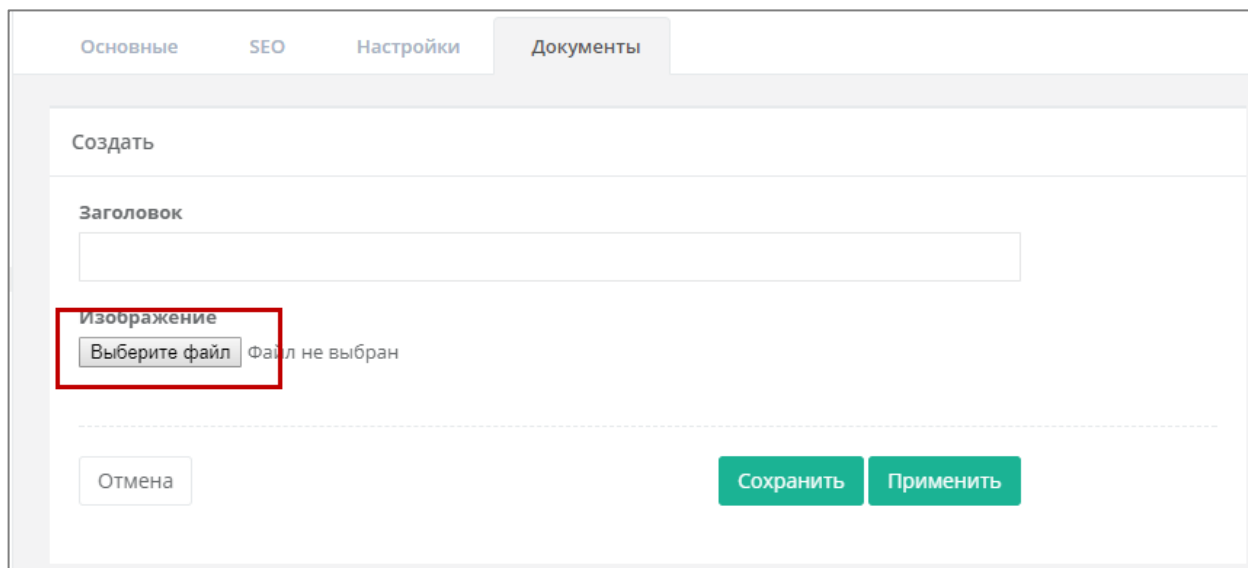 Основные SEO Настройки Документы
Создать
Заголовок
Изображение
Выберите файл Файл не выбран
Отмена Сохранить Применить